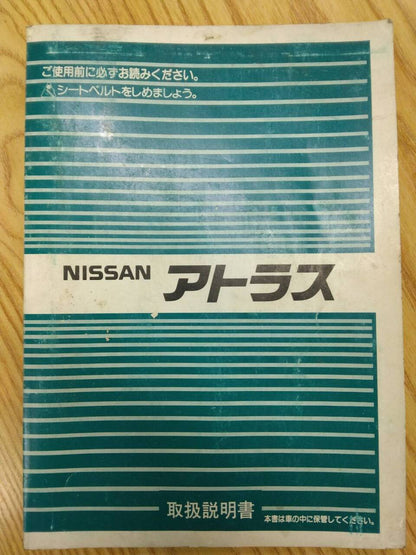 ご使用前に必ずお読みください。
シートベルトをしめましょう。
NISSAN アトラス
取扱説明書
本書は車の中に保管してください。